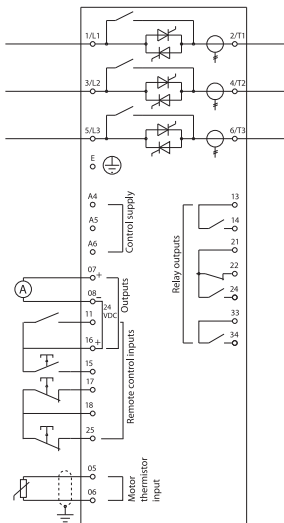 1/L1
2/T1
3/L2
4/T2
5/L3
6/T3
E
A4
A5
A6
Control supply
13
14
21
22
24
33
34
Relay outputs
07
+
A
08
–
24
VDC
Outputs
11
16
+
15
17
18
25
Remote control inputs
05
06
Motor
thermistor
input